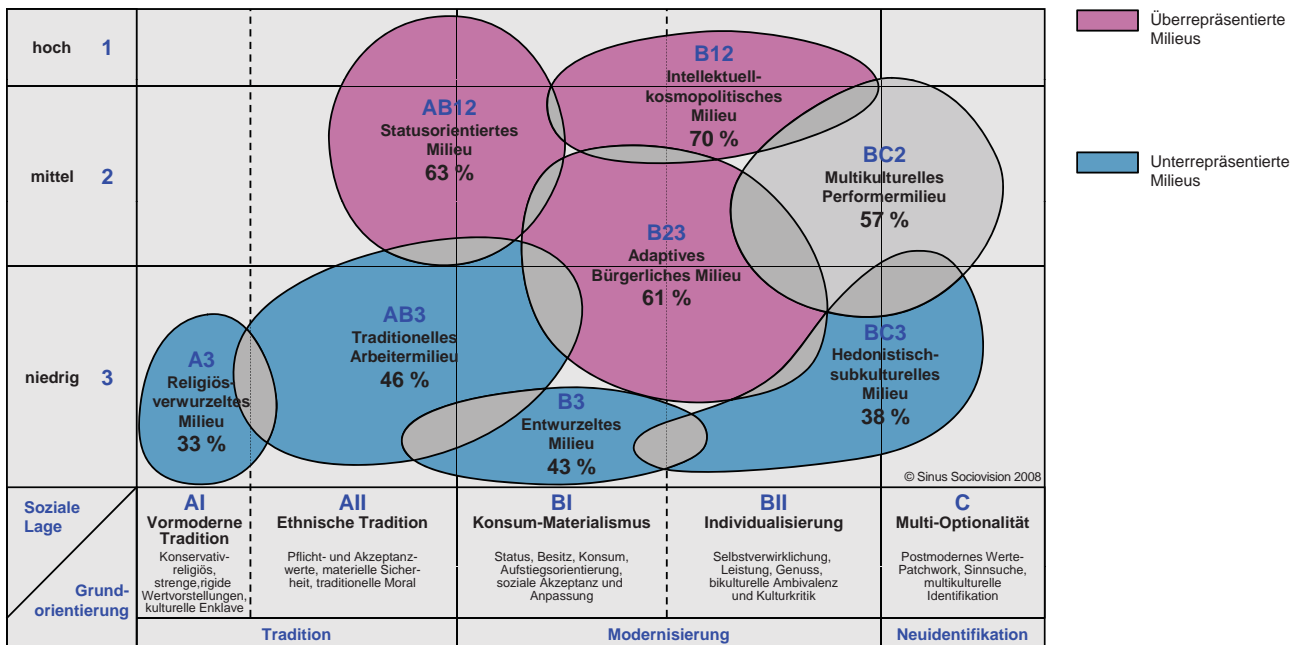 hoch 1
mittel 2
niedrig 3
AB12
Statusorientiertes
Milieu
63 %
B12
Intellektuell-
kosmopolitisches
Milieu
70 %
BC2
Multikulturelles
Performermilieu
57 %
B23
Adaptives
Bürgerliches Milieu
61 %
A3
Religiös-
verwurzeltes
Milieu
33 %
AB3
Traditionelles
Arbeitermilieu
46 %
B3
Entwurzeltes
Milieu
43 %
BC3
Hedonistisch-
subkulturelles
Milieu
38 %
© Sinus Sociovision 2008
Soziale
Lage
Grund-
orientierung
AI
Vormoderne
Tradition
Konservativ-
religiös,
strenge,rigide
Wertvorstellungen,
kulturelle Enklave
AII
Ethnische Tradition
Pflicht- und Akzeptanz-
werte, materielle Sicher-
heit, traditionelle Moral
BI
Konsum-Materialismus
Status, Besitz, Konsum,
Aufstiegsorientierung,
soziale Akzeptanz und
Anpassung
BII
Individualisierung
Selbstverwirklichung,
Leistung, Genuss,
bikulturelle Ambivalenz
und Kulturkritik
C
Multi-Optionalität
Postmodernes Werte-
Patchwork, Sinnsuche,
multikulturelle
Identifikation
Tradition
Modernisierung
Neuidentifikation
Überrepräsentierte
Milieus
Unterrepräsentierte
Milieus